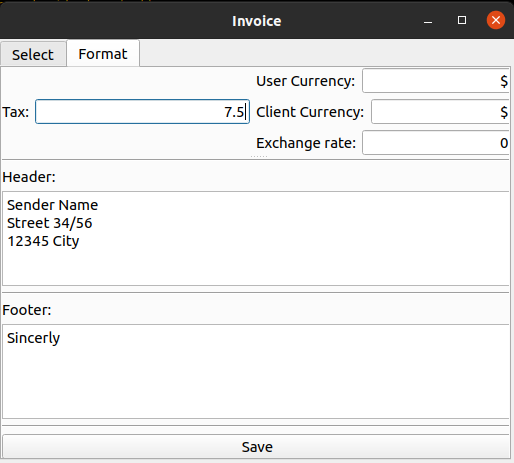 Invoice
Select Format
User Currency: $
Tax: 7.5 Client Currency: $
Exchange rate: 0
Header:
Sender Name
Street 34/56
12345 City
Footer:
Sincerly
Save